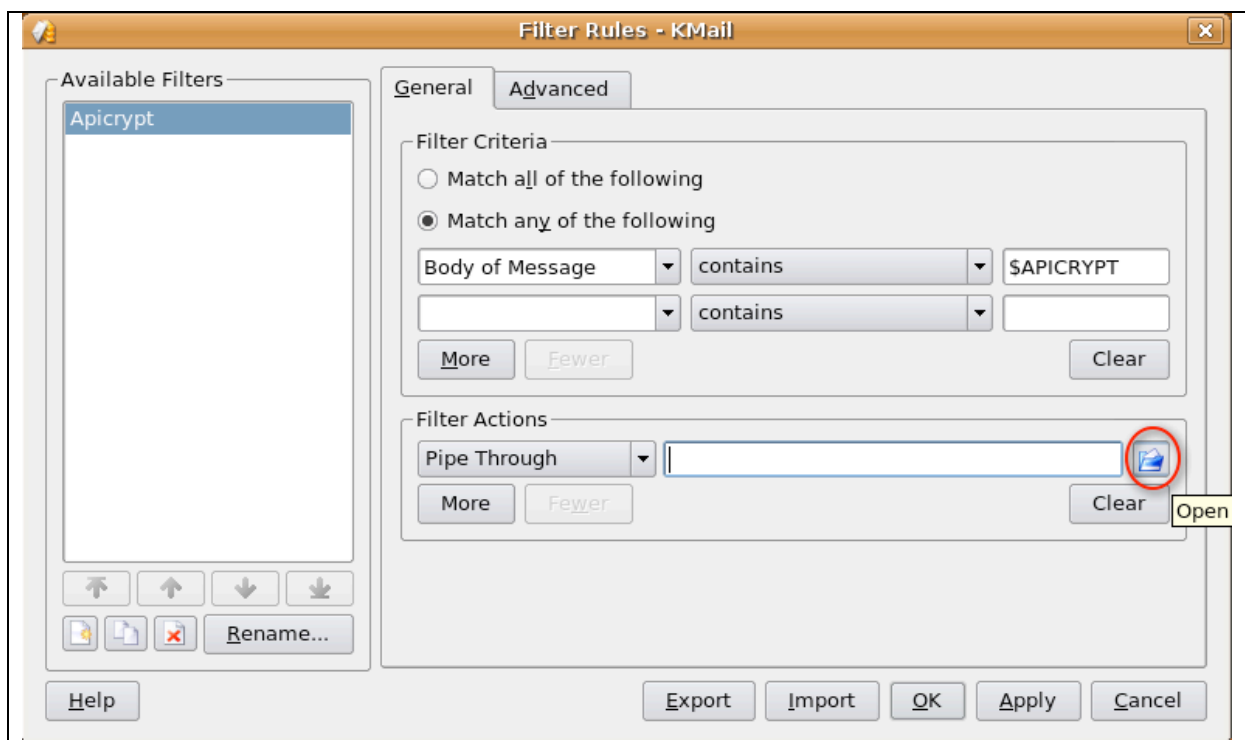 Filter Rules - KMail
Available Filters
Apicrypt
Rename...
General Advanced
Filter Criteria
Match all of the following
Match any of the following
Body of Message contains $APICRYPT
contains
More Fewer Clear
Filter Actions
Pipe Through
More Fewer Clear
Open
Help Export Import OK Apply Cancel